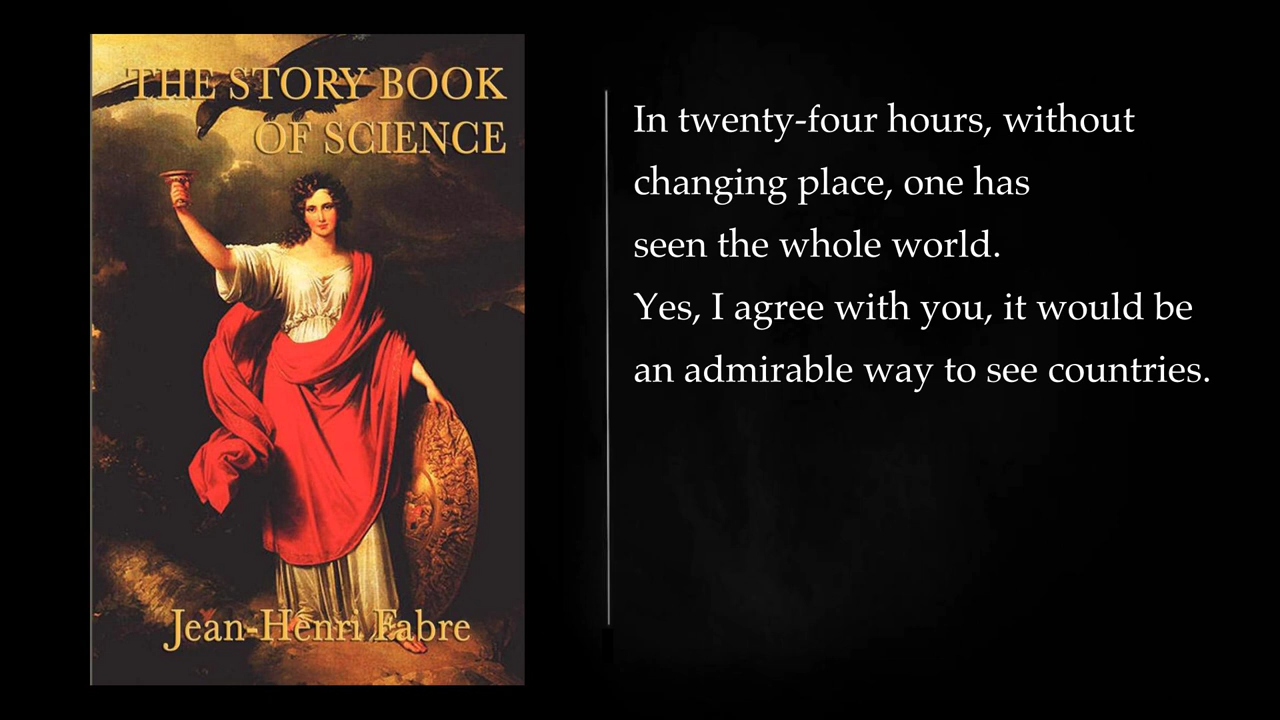 THE STORY BOOK
OF SCIENCE
Jean-Henri Fabre
In twenty-four hours, without
changing place, one has
seen the whole world.
Yes, I agree with you, it would be
an admirable way to see countries.